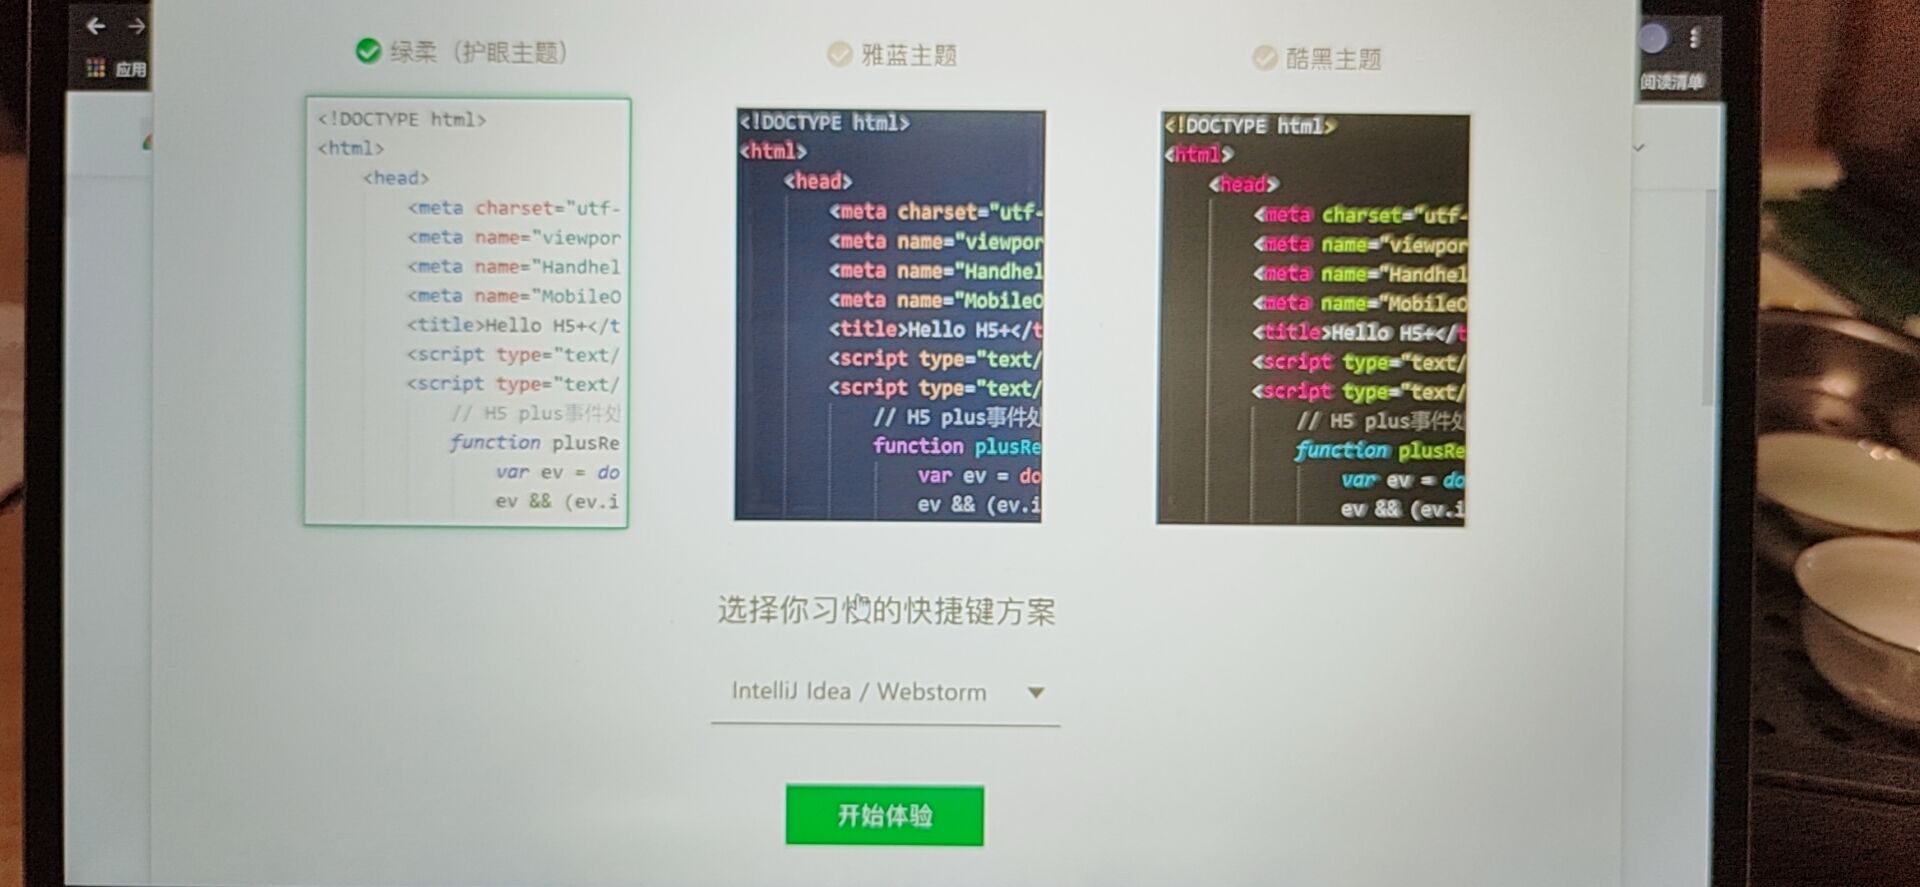 应用
阅读清单
绿柔（护眼主题）
<!DOCTYPE html>
<html>
<head>
<meta charset="utf-
<meta name="viewpor
<meta name="Handhel
<meta name="MobileO
<title>Hello H5+</t
<script type="text/
<script type="text/
// H5 plus事件处
function plusRe
var ev = do
ev && (ev.i
雅蓝主题
<!DOCTYPE html>
<html>
<head>
<meta charset="utf-
<meta name="viewpor
<meta name="Handhel
<meta name="MobileO
<title>Hello H5+</t
<script type="text/
<script type="text/
// H5 plus事件处
function plusRe
var ev = do
ev && (ev.i
酷黑主题
<!DOCTYPE html>
<html>
<head>
<meta charset="utf-
<meta name="viewpor
<meta name="Handhel
<meta name="MobileO
<title>Hello H5+</t
<script type="text/
<script type="text/
// H5 plus事件处
function plusRe
var ev = do
ev && (ev.i
选择你习惯的快捷键方案
IntelliJ Idea / Webstorm
开始体验